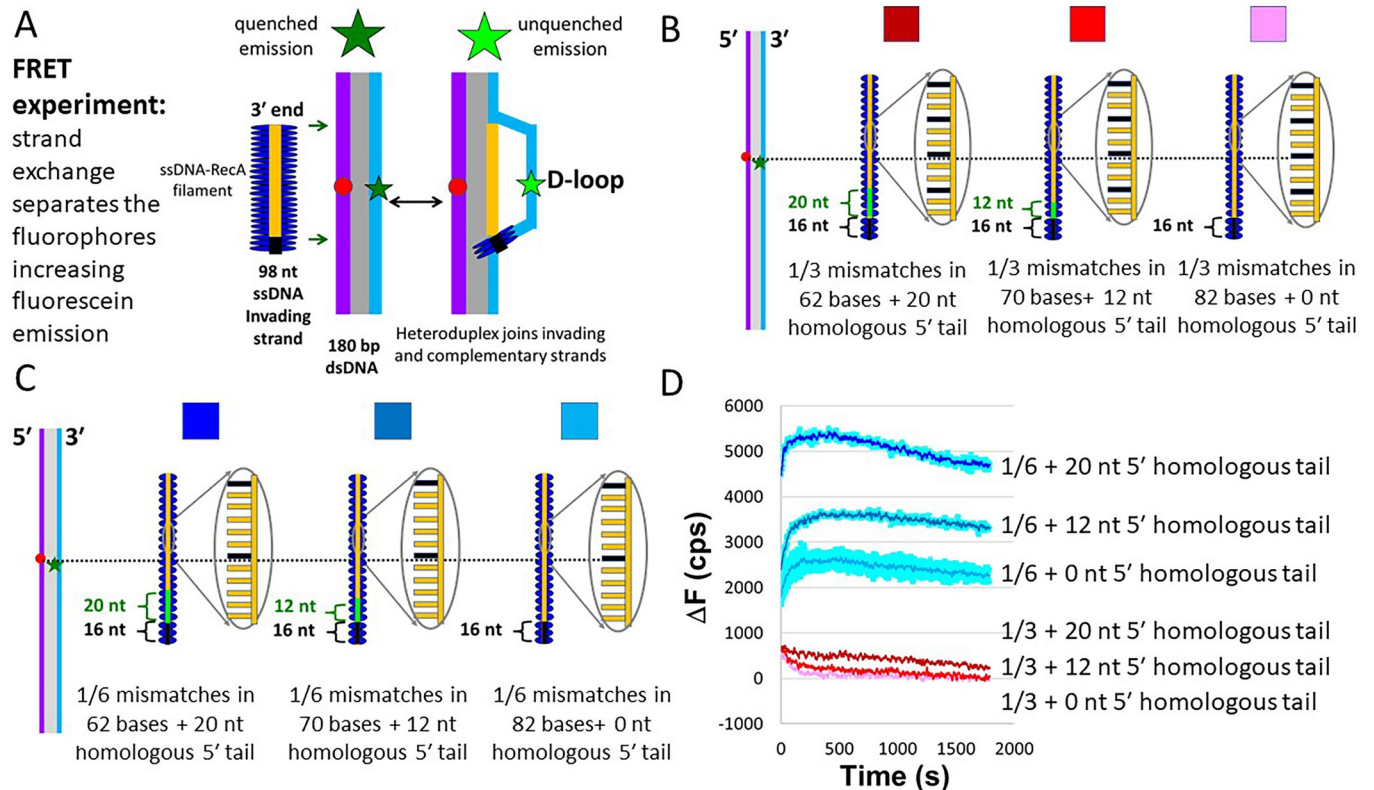 A
FRET
experiment:
strand
exchange
separates the
fluorophores
increasing
fluorescein
emission
quenched
emission
unquenched
emission
3′ end
ssDNA-RecA
filament
D-loop
98 nt
ssDNA
Invading
strand
180 bp
dsDNA
Heteroduplex joins invading
and complementary strands
B
5′ 3′
20 nt
16 nt
12 nt
16 nt
16 nt
1/3 mismatches in
62 bases + 20 nt
homologous 5′ tail
1/3 mismatches in
70 bases+ 12 nt
homologous 5′ tail
1/3 mismatches in
82 bases + 0 nt
homologous 5′ tail
C
5′ 3′
20 nt
16 nt
12 nt
16 nt
16 nt
1/6 mismatches in
62 bases + 20 nt
homologous 5′ tail
1/6 mismatches in
70 bases + 12 nt
homologous 5′ tail
1/6 mismatches in
82 bases+ 0 nt
homologous 5′ tail
D
ΔF (cps)
6000
5000
4000
3000
2000
1000
0
-1000
0 500 1000 1500 2000
Time (s)
1/6 + 20 nt 5′ homologous tail
1/6 + 12 nt 5′ homologous tail
1/6 + 0 nt 5′ homologous tail
1/3 + 20 nt 5′ homologous tail
1/3 + 12 nt 5′ homologous tail
1/3 + 0 nt 5′ homologous tail